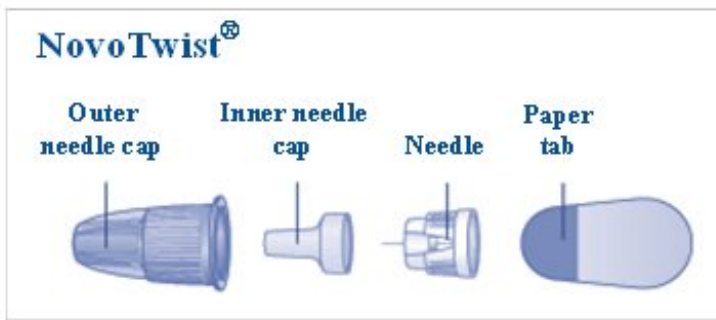 NovoTwist®
Outer
needle cap
Inner needle
cap
Needle
Paper
tab